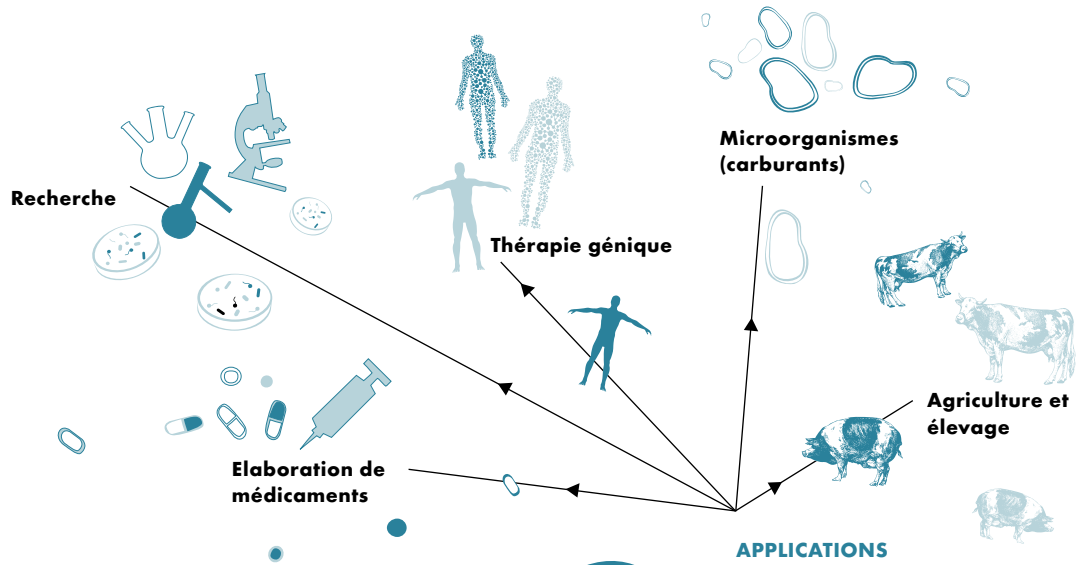 Microorganismes
(carburants)
Recherche
Thérapie génique
Agriculture et
élevage
Elaboration de
médicaments
APPLICATIONS